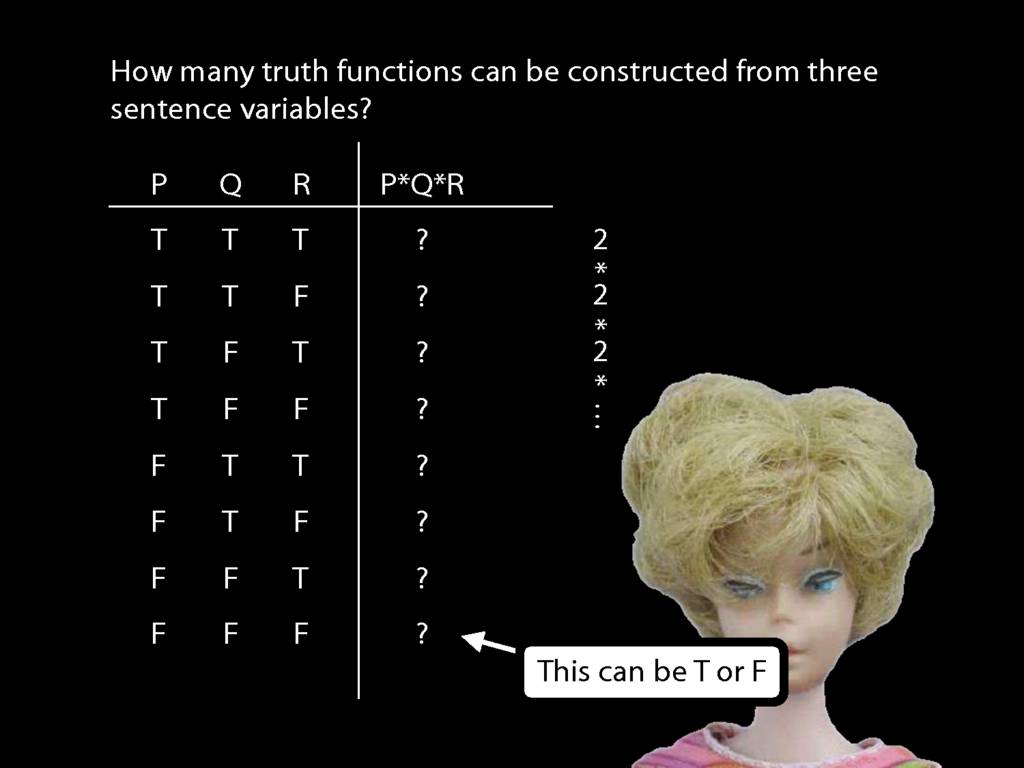 How many truth functions can be constructed from three
sentence variables?
P Q R P*Q*R
T T T ? 2
*
T T F ? 2
*
T F T ? 2
*
T F F ? ...
F T T ?
F T F ?
F F T ?
F F F ?
This can be T or F